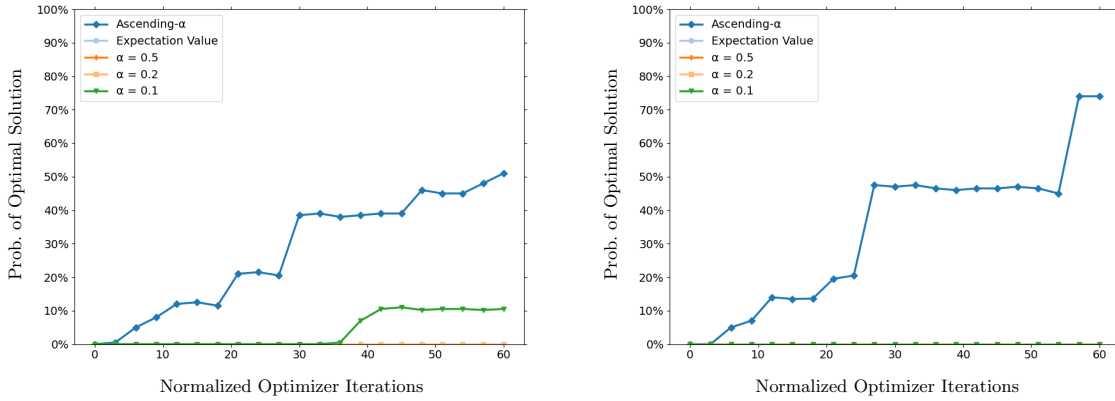 Ascending-α
Expectation Value
α = 0.5
α = 0.2
α = 0.1
100%
90%
80%
70%
60%
50%
40%
30%
20%
10%
0%
Prob. of Optimal Solution
0 10 20 30 40 50 60
Normalized Optimizer Iterations
Ascending-α
Expectation Value
α = 0.5
α = 0.2
α = 0.1
100%
90%
80%
70%
60%
50%
40%
30%
20%
10%
0%
Prob. of Optimal Solution
0 10 20 30 40 50 60
Normalized Optimizer Iterations